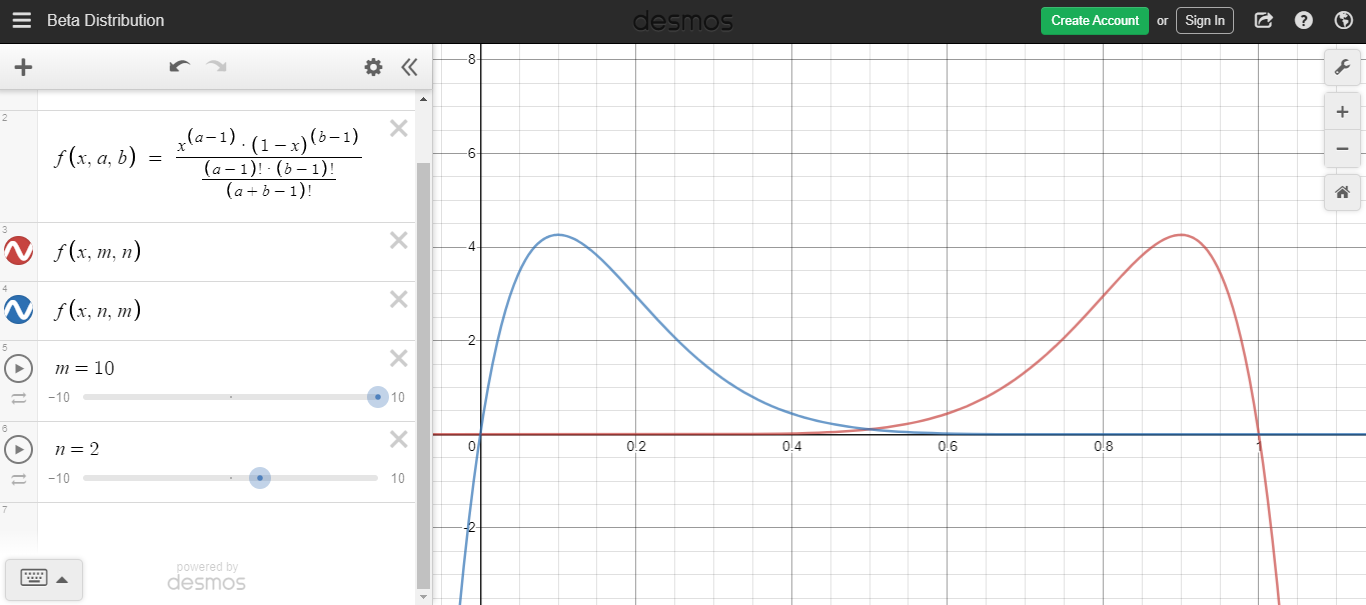 Beta Distribution
desmos
Create Account or Sign In
2
f(x, a, b) = \frac{x^{(a-1)} · (1 - x)^{(b-1)}}{\frac{(a-1)! · (b-1)!}{(a+b-1)!}}
3
f(x, m, n)
4
f(x, n, m)
5
m = 10
-10
10
6
n = 2
-10
10
7
powered by
desmos
8
6
4
2
0
0.2
0.4
0.6
0.8
1
-2